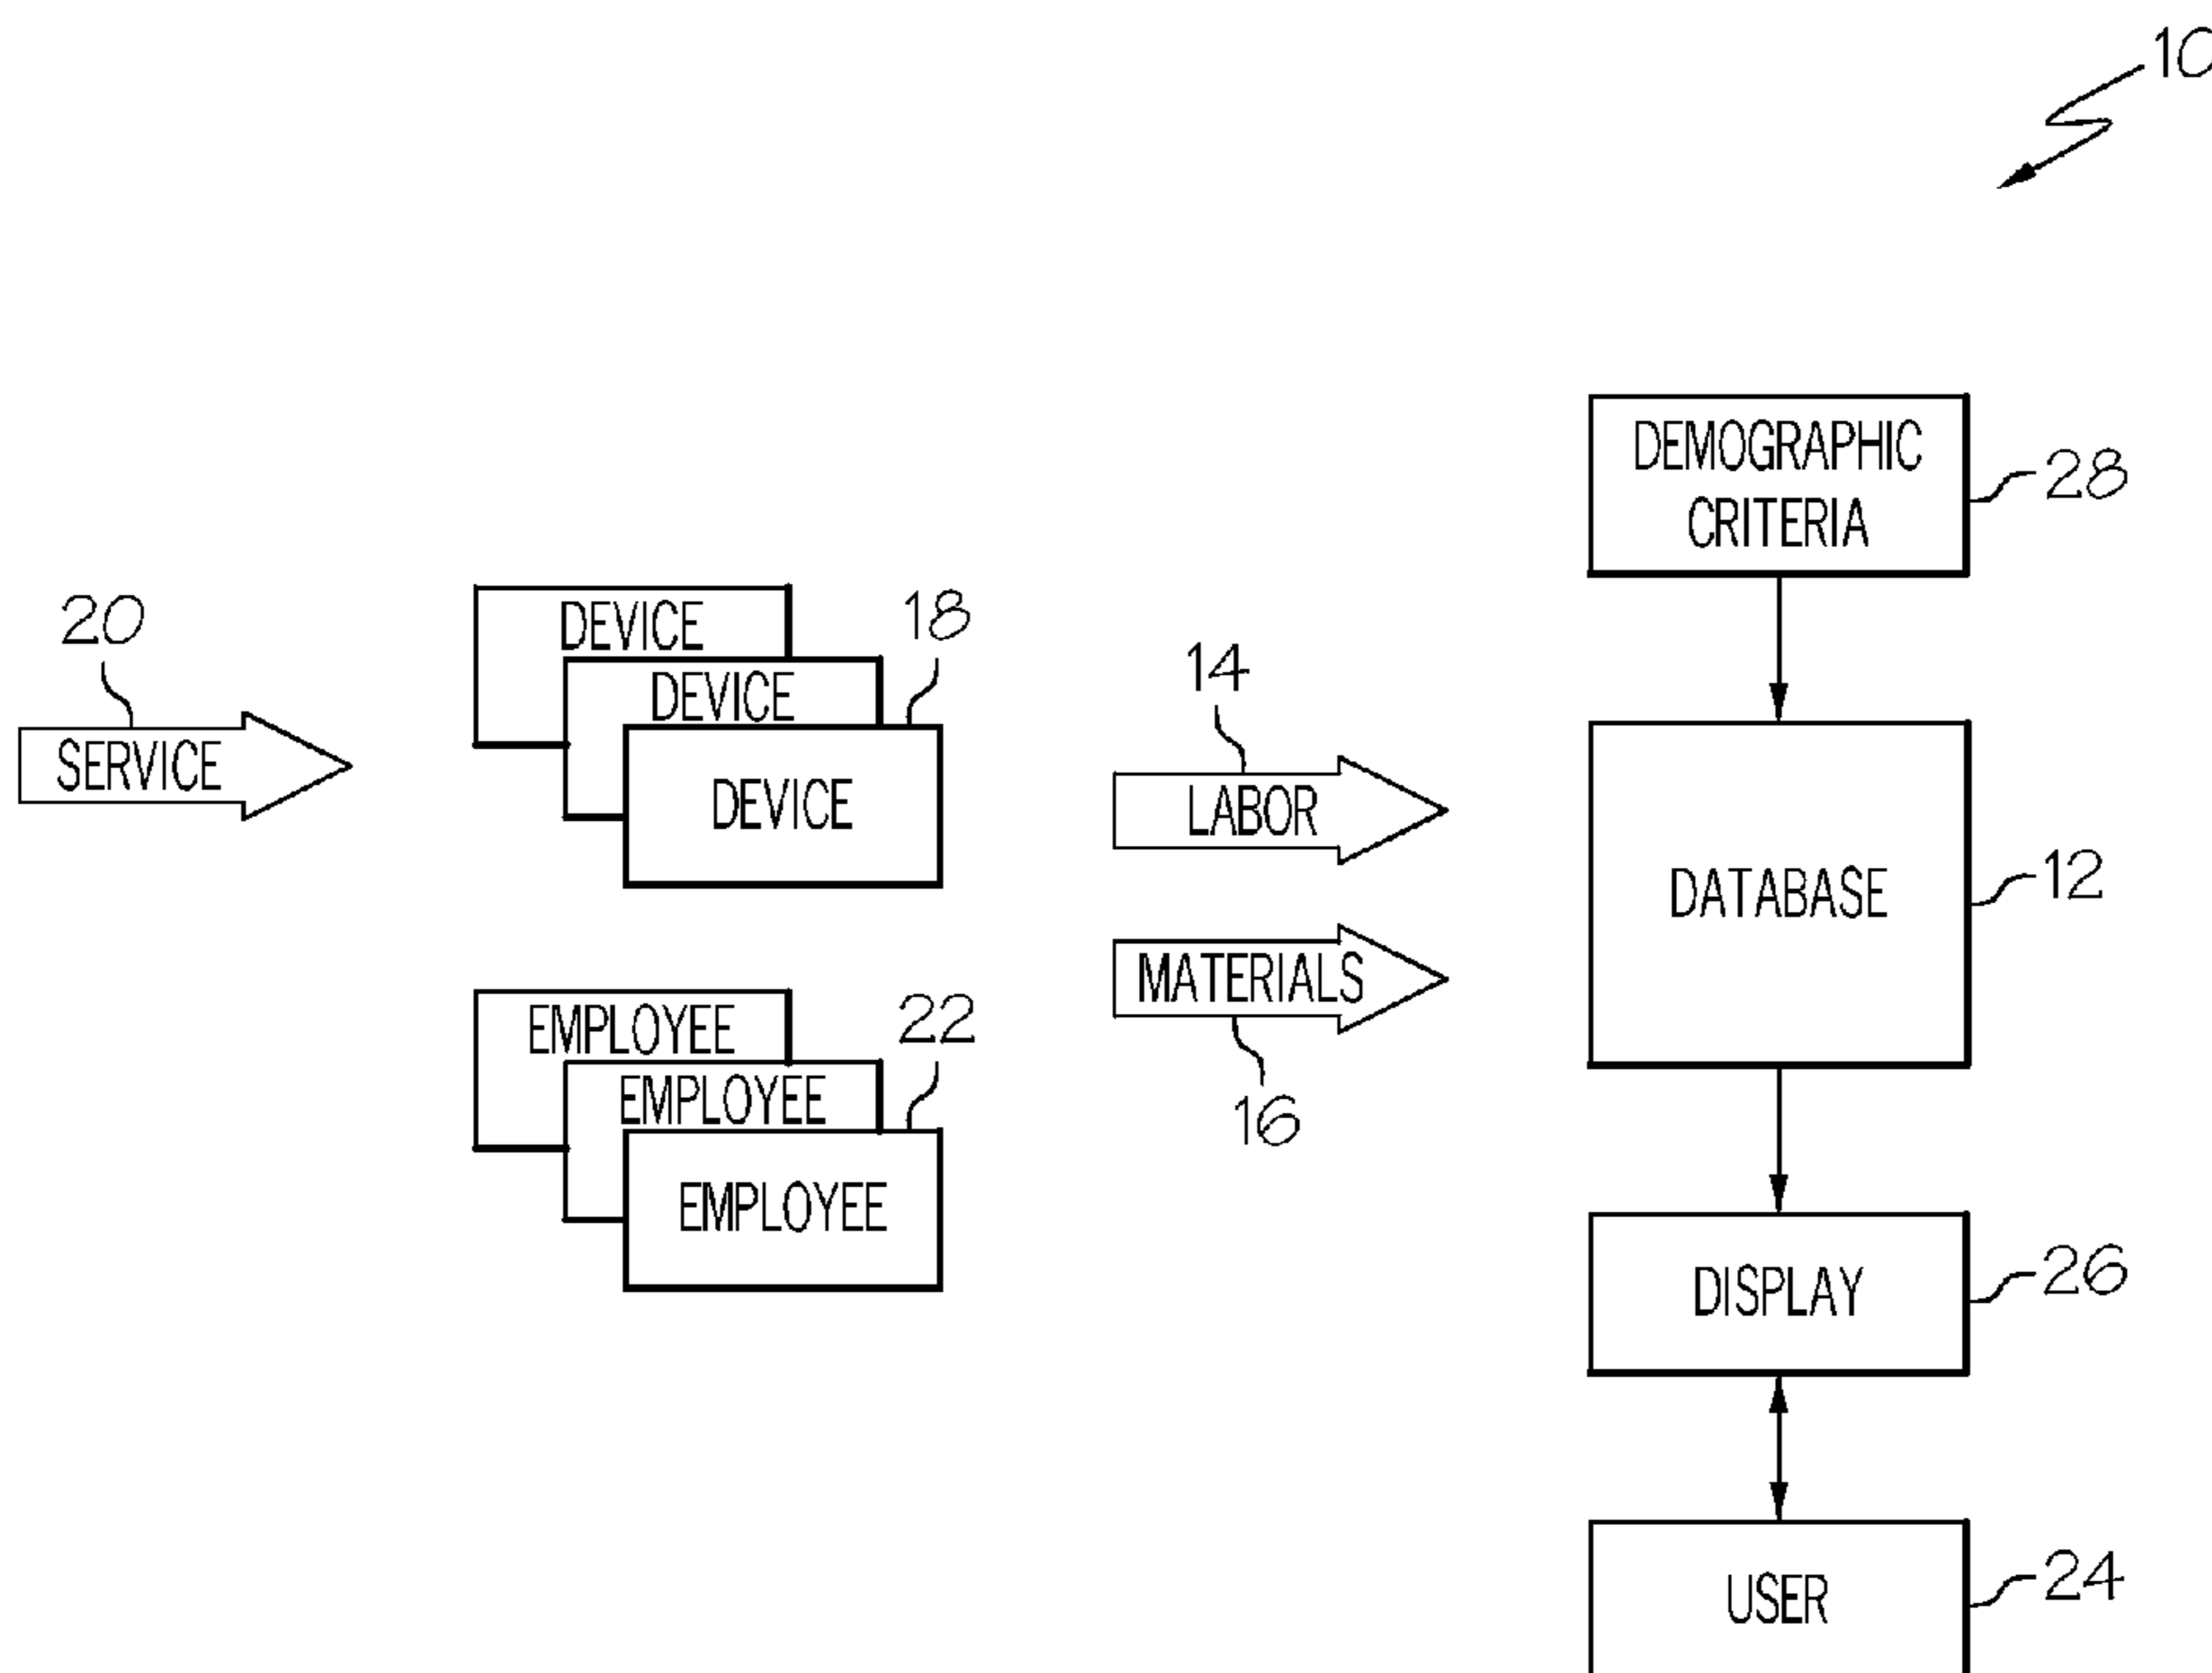 10
DEMOGRAPHIC
CRITERIA
28
20
SERVICE
DEVICE
DEVICE
DEVICE
18
14
LABOR
MATERIALS
16
DATABASE
12
EMPLOYEE
EMPLOYEE
EMPLOYEE
22
DISPLAY
26
USER
24